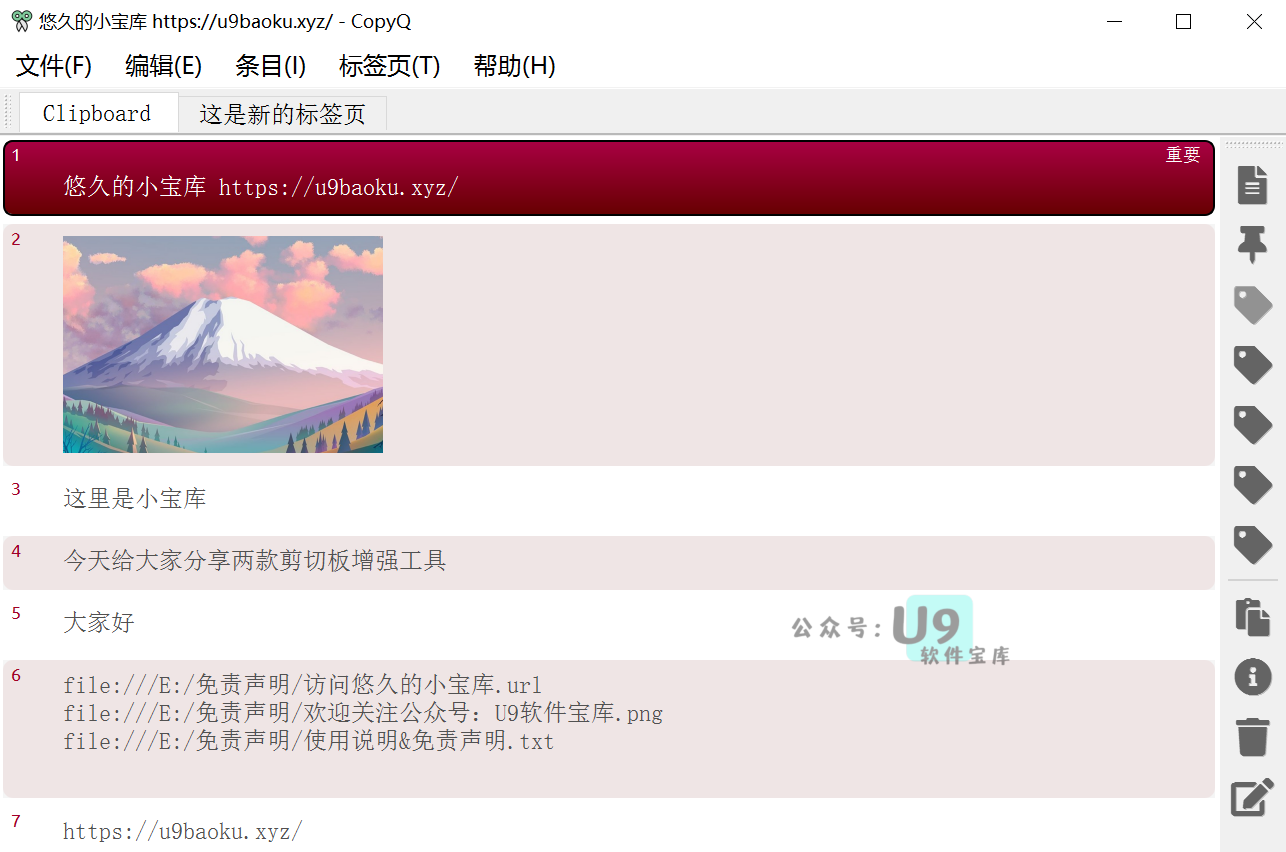 悠久的小宝库 https://u9baoku.xyz/ - CopyQ
文件(F) 编辑(E) 条目(I) 标签页(T) 帮助(H)
Clipboard 这是新的标签页
1 重要
悠久的小宝库 https://u9baoku.xyz/
2
3
这里是小宝库
4
今天给大家分享两款剪切板增强工具
5
大家好
公众号:U9
软件宝库
6
file:///E:/免责声明/访问悠久的小宝库.url
file:///E:/免责声明/欢迎关注公众号：U9软件宝库.png
file:///E:/免责声明/使用说明&免责声明.txt
7
https://u9baoku.xyz/